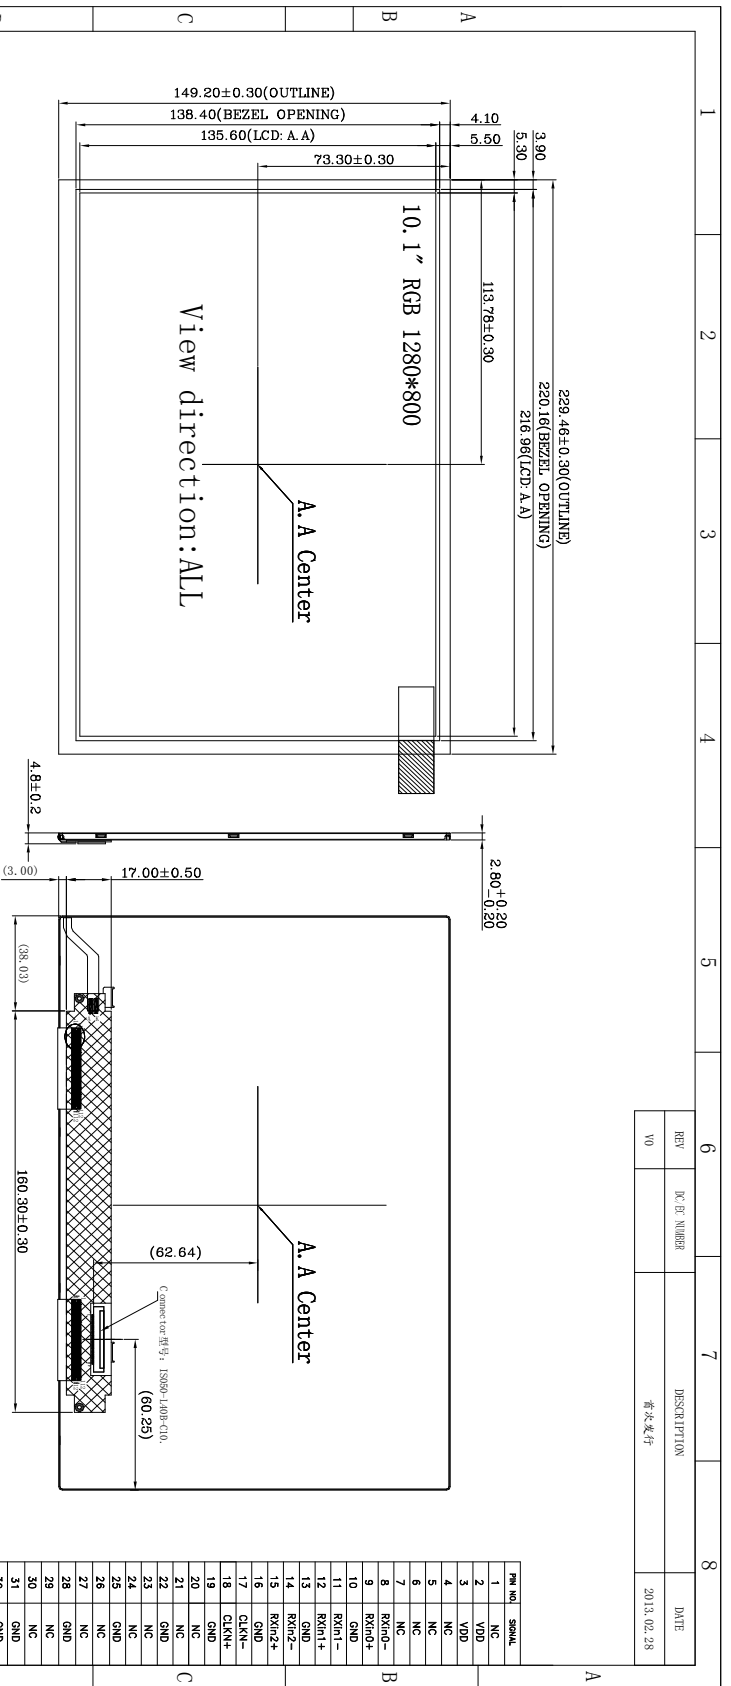 C
B
A
1
2
3
4
5
6
7
8
149.20±0.30(OUTLINE)
138.40(BEZEL OPENING)
135.60(LCD: A.A)
73.30±0.30
4.10
5.50
3.90
5.30
113.78±0.30
229.46±0.30(OUTLINE)
220.16(BEZEL OPENING)
216.96(LCD: A.A)
10.1″ RGB 1280*800
View direction:ALL
A.A Center
4.8±0.2
2.80+0.20
-0.20
(3.00)
17.00±0.50
(38.03)
160.30±0.30
A.A Center
(62.64)
(60.25)
Connector型号: IS050-L40B-C10.
REV DC/EC NUMBER DESCRIPTION DATE
V0 首次发行 2013.02.28
PIN NO. SIGNAL
1 NC
2 VDD
3 VDD
4 NC
5 NC
6 NC
7 NC
8 RXin0-
9 RXin0+
10 GND
11 RXin1-
12 RXin1+
13 GND
14 RXin2-
15 RXin2+
16 GND
17 CLKN-
18 CLKN+
19 GND
20 NC
21 NC
22 GND
23 NC
24 NC
25 GND
26 NC
27 NC
28 GND
29 NC
30 NC
31 GND
C
B
A